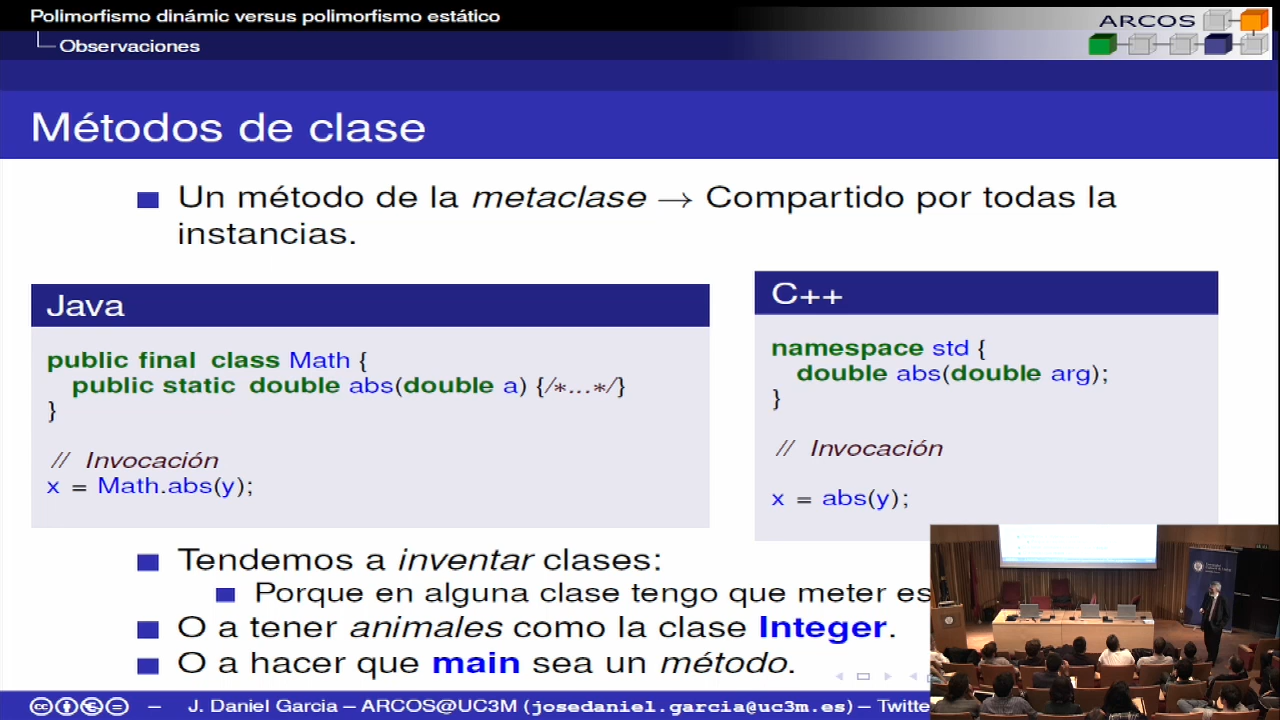 Polimorfismo dinámic versus polimorfismo estático
Observaciones
ARCOS
Métodos de clase
Un método de la metaclase → Compartido por todas la
instancias.
Java
public final class Math {
public static double abs(double a) {/*...*/}
}
// Invocación
x = Math.abs(y);
C++
namespace std {
double abs(double arg);
}
// Invocación
x = abs(y);
Tendemos a inventar clases:
Porque en alguna clase tengo que meter es
O a tener animales como la clase Integer.
O a hacer que main sea un método.
J. Daniel Garcia – ARCOS@UC3M (josedaniel.garcia@uc3m.es) – Twitte